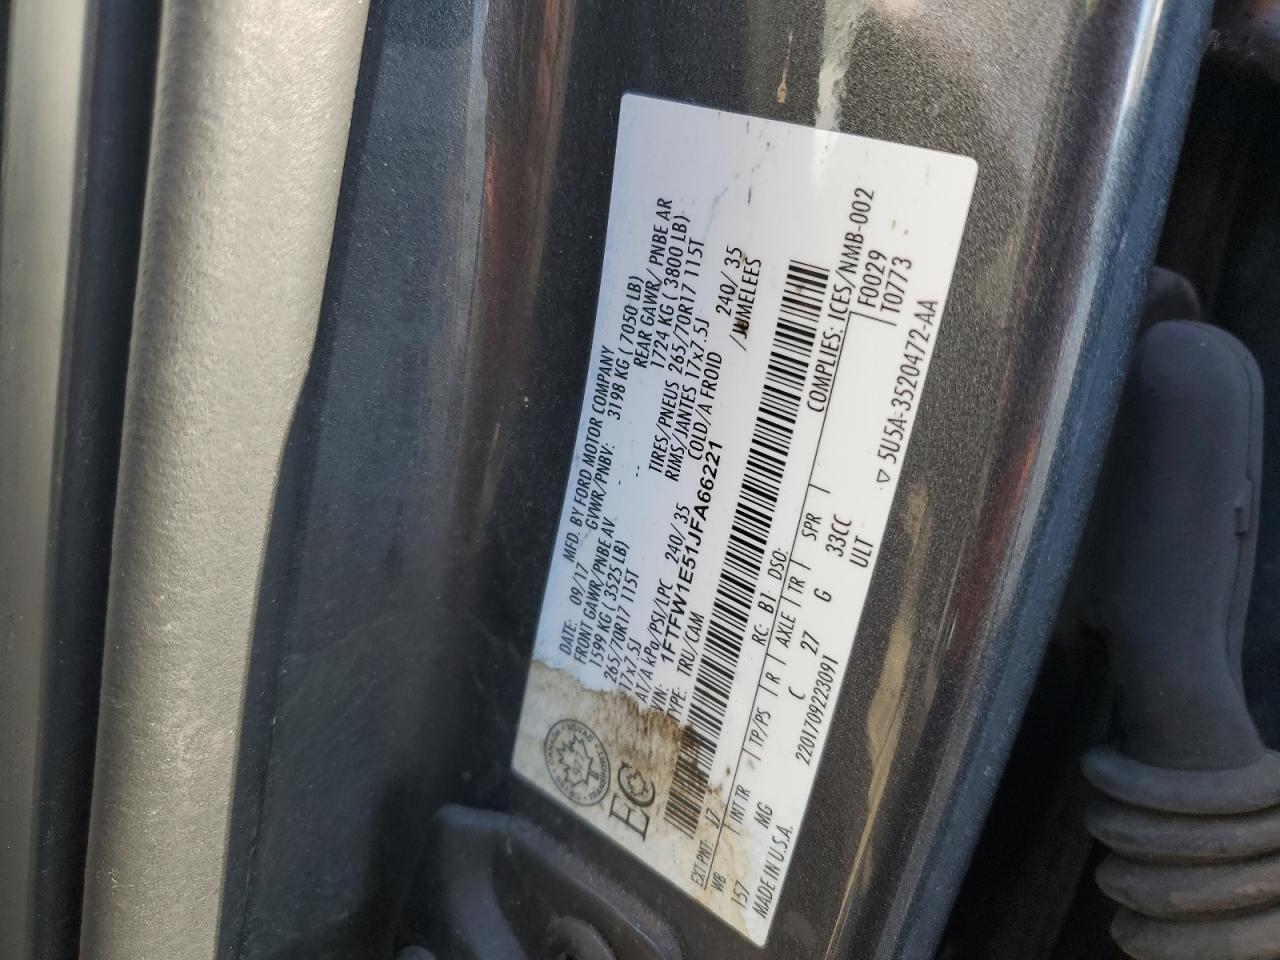 MFD. BY FORD MOTOR COMPANY
DATE: 09/17 GVWR/PNBV: 3198 KG ( 7050 LB)
FRONT GAWR/PNBE AV REAR GAWR/ PNBE AR
1599 KG ( 3525 LB) 1724 KG ( 3800 LB)
265/70R17 115T TIRES/PNEUS 265/70R17 115T
17x7.5J RIMS/JANTES 17x7.5J
AT/A kPa/PSI/LPC 240/ 35 COLD/A FROID 240/ 35
VIN: 1FTFW1E51JFA66221
TYPE: TRU/CAM /JUMELEES
EC
EXT PNT: RC: B1 DSO: COMPLIES: ICES/NMB-002
WB INT TR TP/PS R AXLE TR SPR F0029
157 MG C 27 G 33CC T0773
ULT
MADE IN U.S.A. 2201709223091 5U5A-3520472-AA